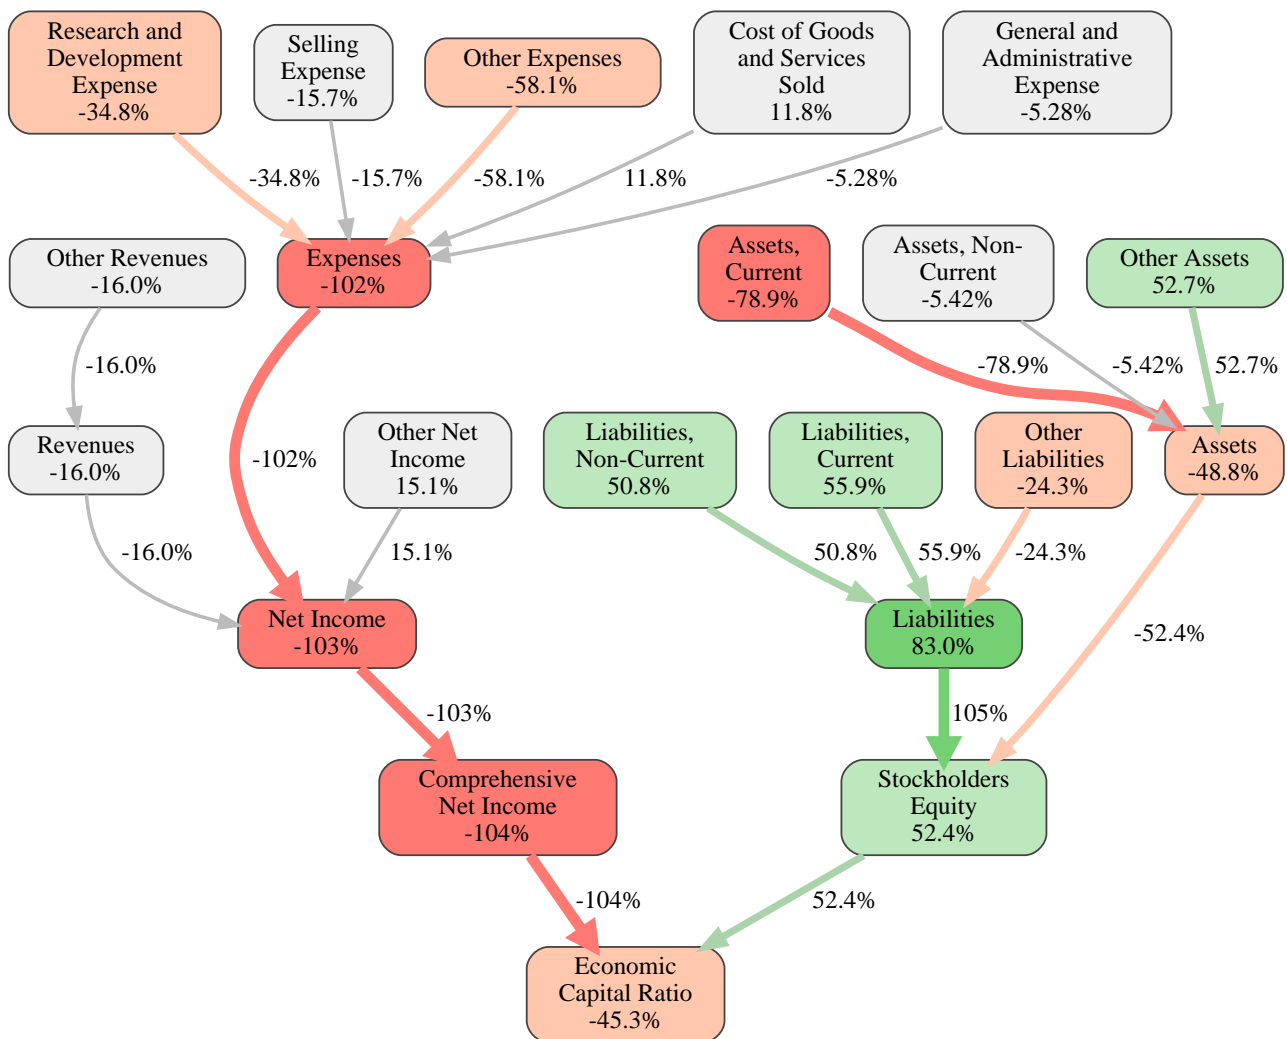 Research and
Development
Expense
-34.8%
Selling
Expense
-15.7%
Other Expenses
-58.1%
Cost of Goods
and Services
Sold
11.8%
General and
Administrative
Expense
-5.28%
-34.8%
-15.7%
-58.1%
11.8%
-5.28%
Other Revenues
-16.0%
Expenses
-102%
Assets,
Current
-78.9%
Assets, Non-
Current
-5.42%
Other Assets
52.7%
-16.0%
-78.9%
-5.42%
52.7%
Revenues
-16.0%
-102%
Other Net
Income
15.1%
Liabilities,
Non-Current
50.8%
Liabilities,
Current
55.9%
Other
Liabilities
-24.3%
Assets
-48.8%
-16.0%
15.1%
50.8%
55.9%
-24.3%
Net Income
-103%
Liabilities
83.0%
-52.4%
-103%
105%
Comprehensive
Net Income
-104%
Stockholders
Equity
52.4%
-104%
52.4%
Economic
Capital Ratio
-45.3%